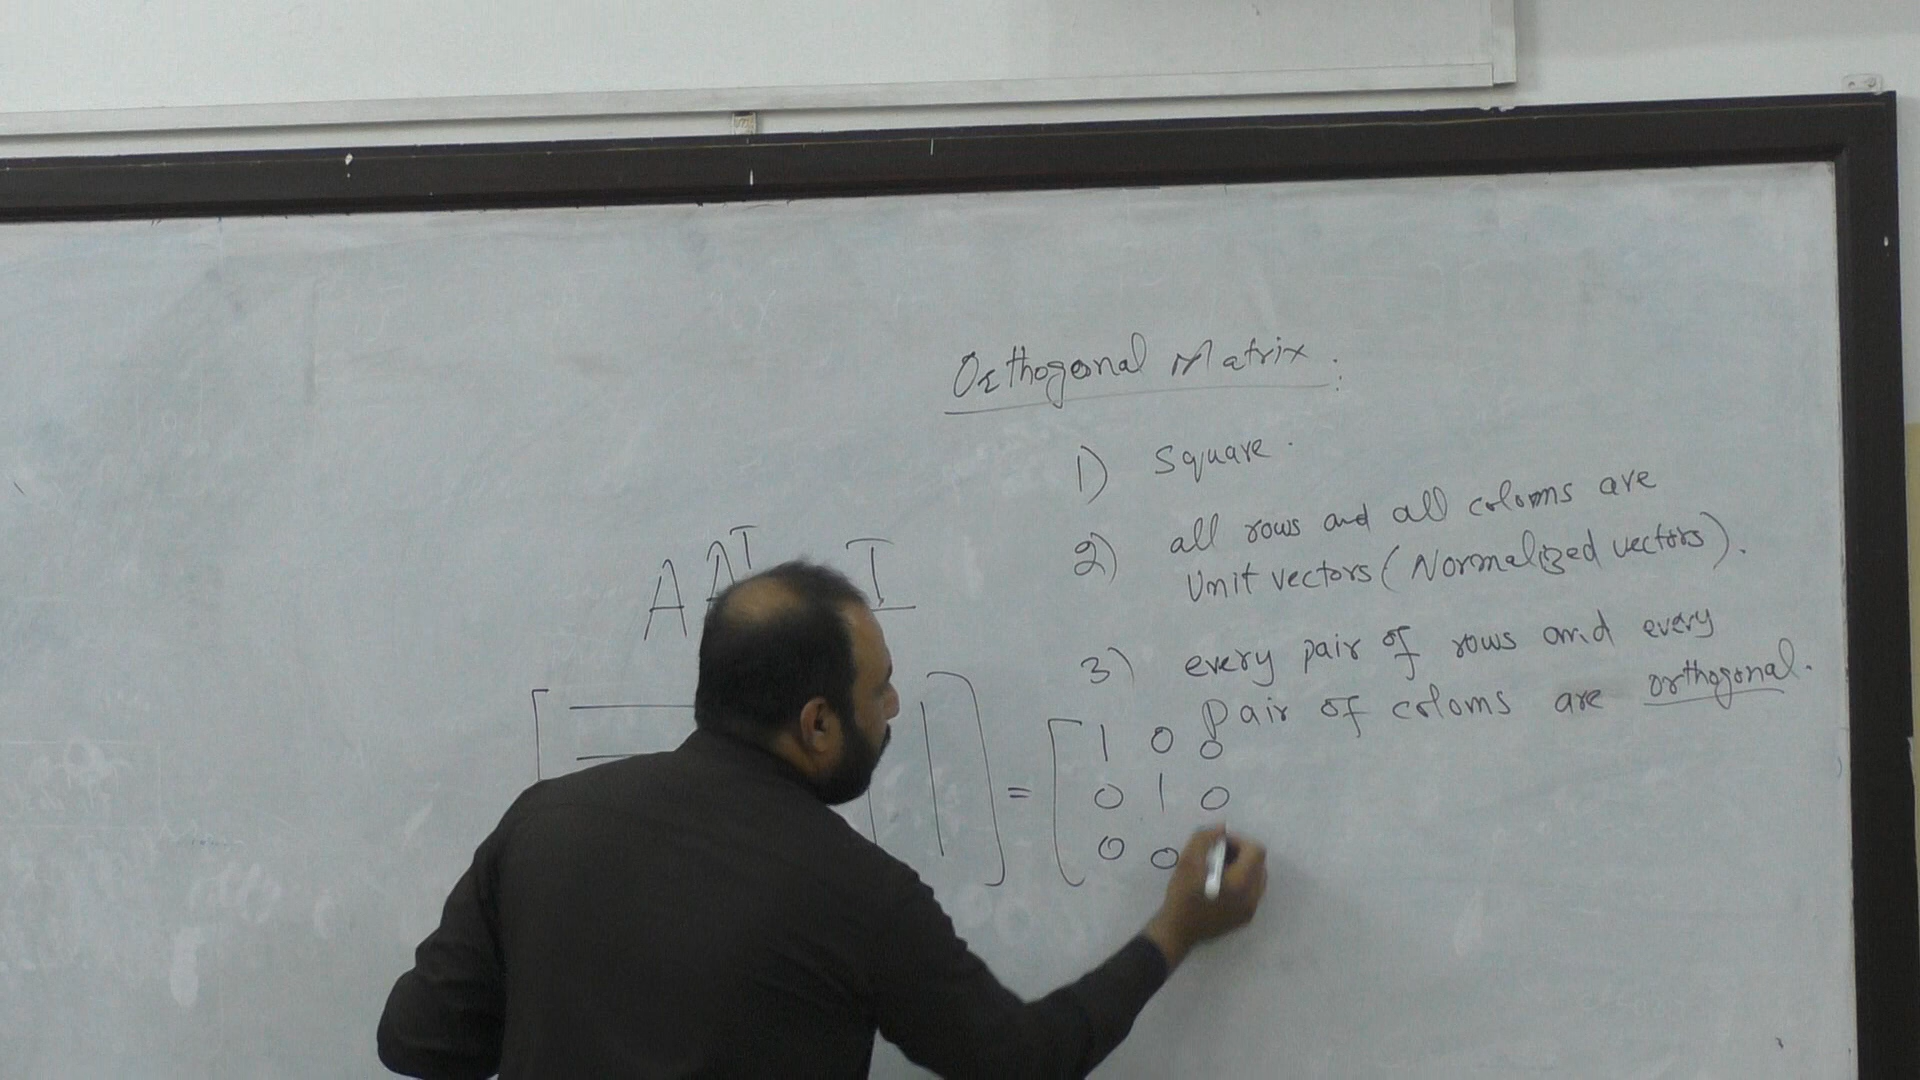 Orthogonal Matrix :
1) Square.
2) all rows and all coloms are
Unit vectors (Normalized vectors).
3) every pair of rows and every
Pair of coloms are orthogonal.
A A^T I
= [ 1 0 0
0 1 0
0 0